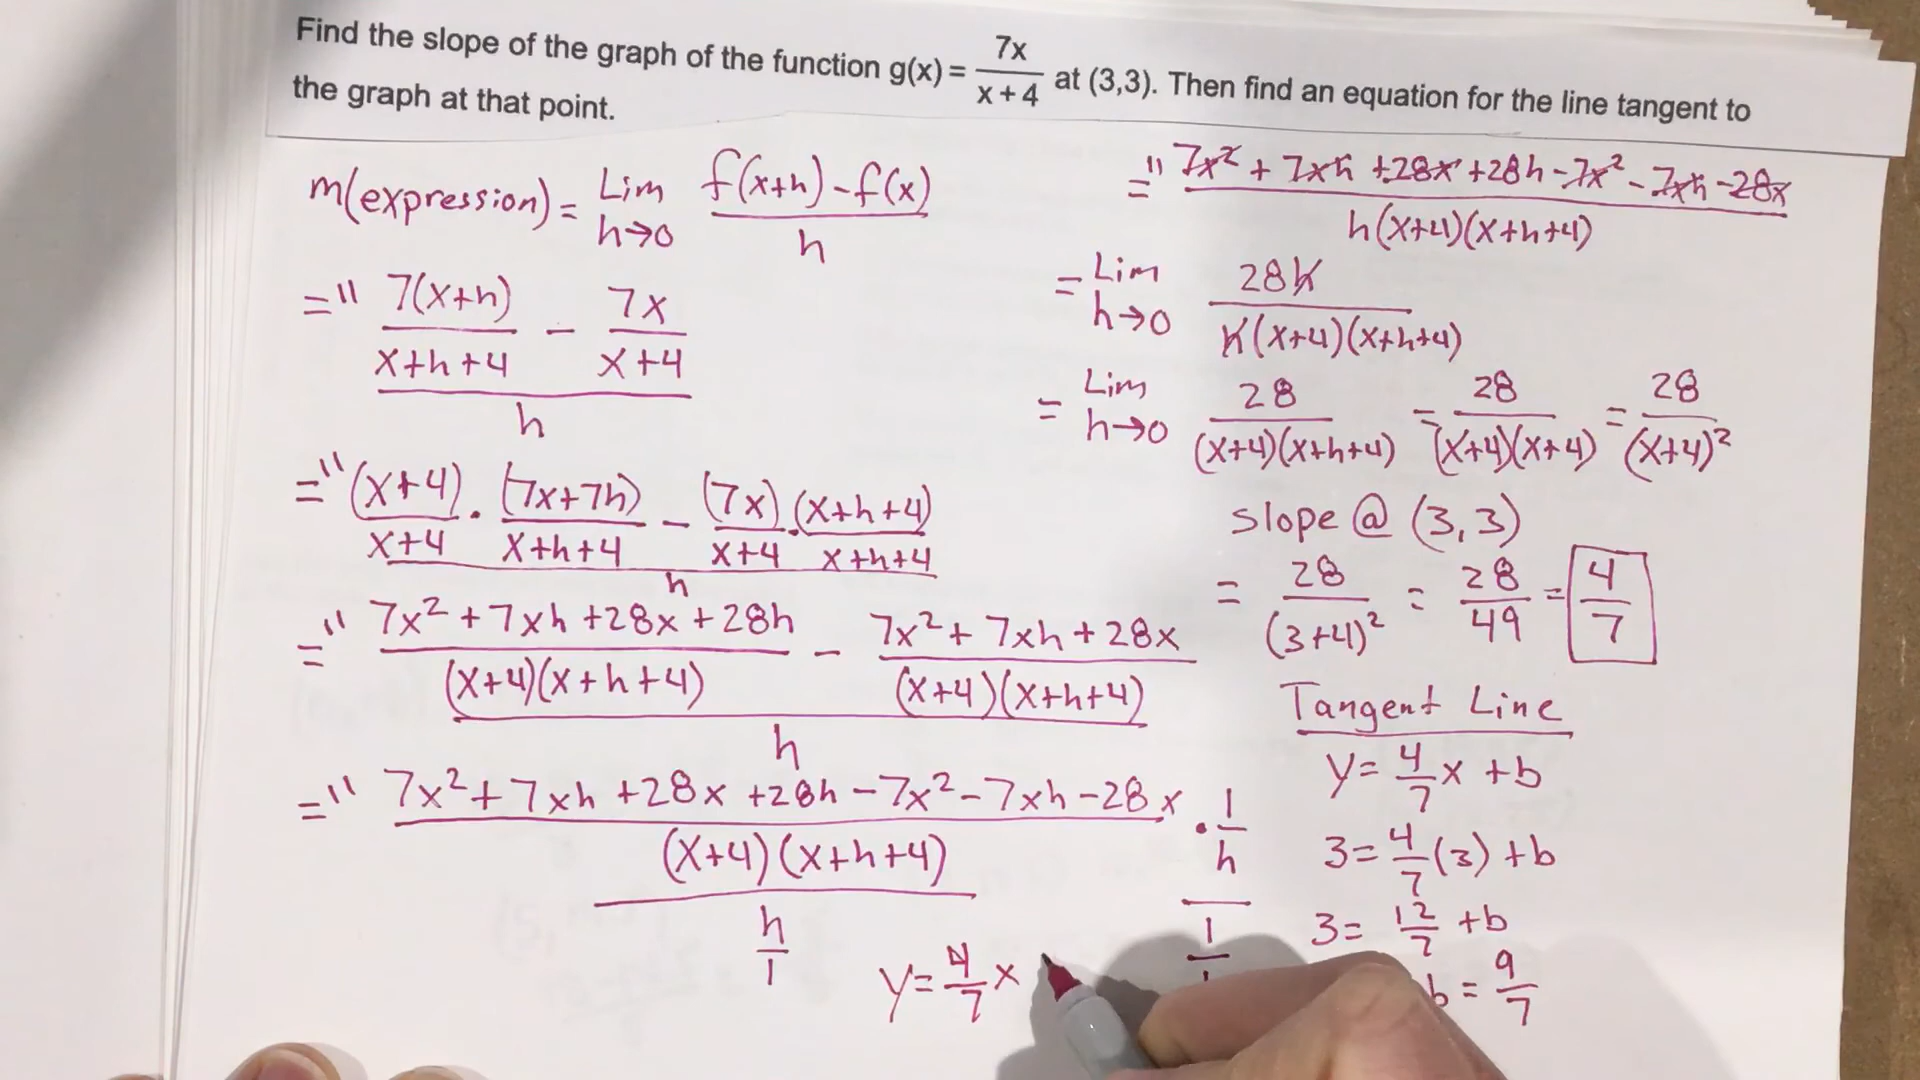 Find the slope of the graph of the function g(x) = 7x / x + 4 at (3,3). Then find an equation for the line tangent to
the graph at that point.
m(expression) = Lim h→0 f(x+h) - f(x) / h
= " 7(x+h) / x+h+4 - 7x / x+4 / h
= " (x+4) / x+4 · (7x+7h) / x+h+4 - (7x) / x+4 · (x+h+4) / x+h+4 / h
= " 7x² + 7xh + 28x + 28h / (x+4)(x+h+4) - 7x² + 7xh + 28x / (x+4)(x+h+4) / h
= " 7x² + 7xh + 28x + 28h - 7x² - 7xh - 28x / (x+4)(x+h+4) / h / 1 · 1 / h / 1
y = 4/7 x
= " 7x² + 7xh + 28x + 28h - 7x² - 7xh - 28x / h(x+4)(x+h+4)
= Lim h→0 28h / h(x+4)(x+h+4)
= Lim h→0 28 / (x+4)(x+h+4) = 28 / (x+4)(x+4) = 28 / (x+4)²
slope @ (3,3)
= 28 / (3+4)² = 28 / 49 = 4 / 7
Tangent Line
y = 4/7 x + b
3 = 4/7 (3) + b
3 = 12/7 + b
b = 9/7